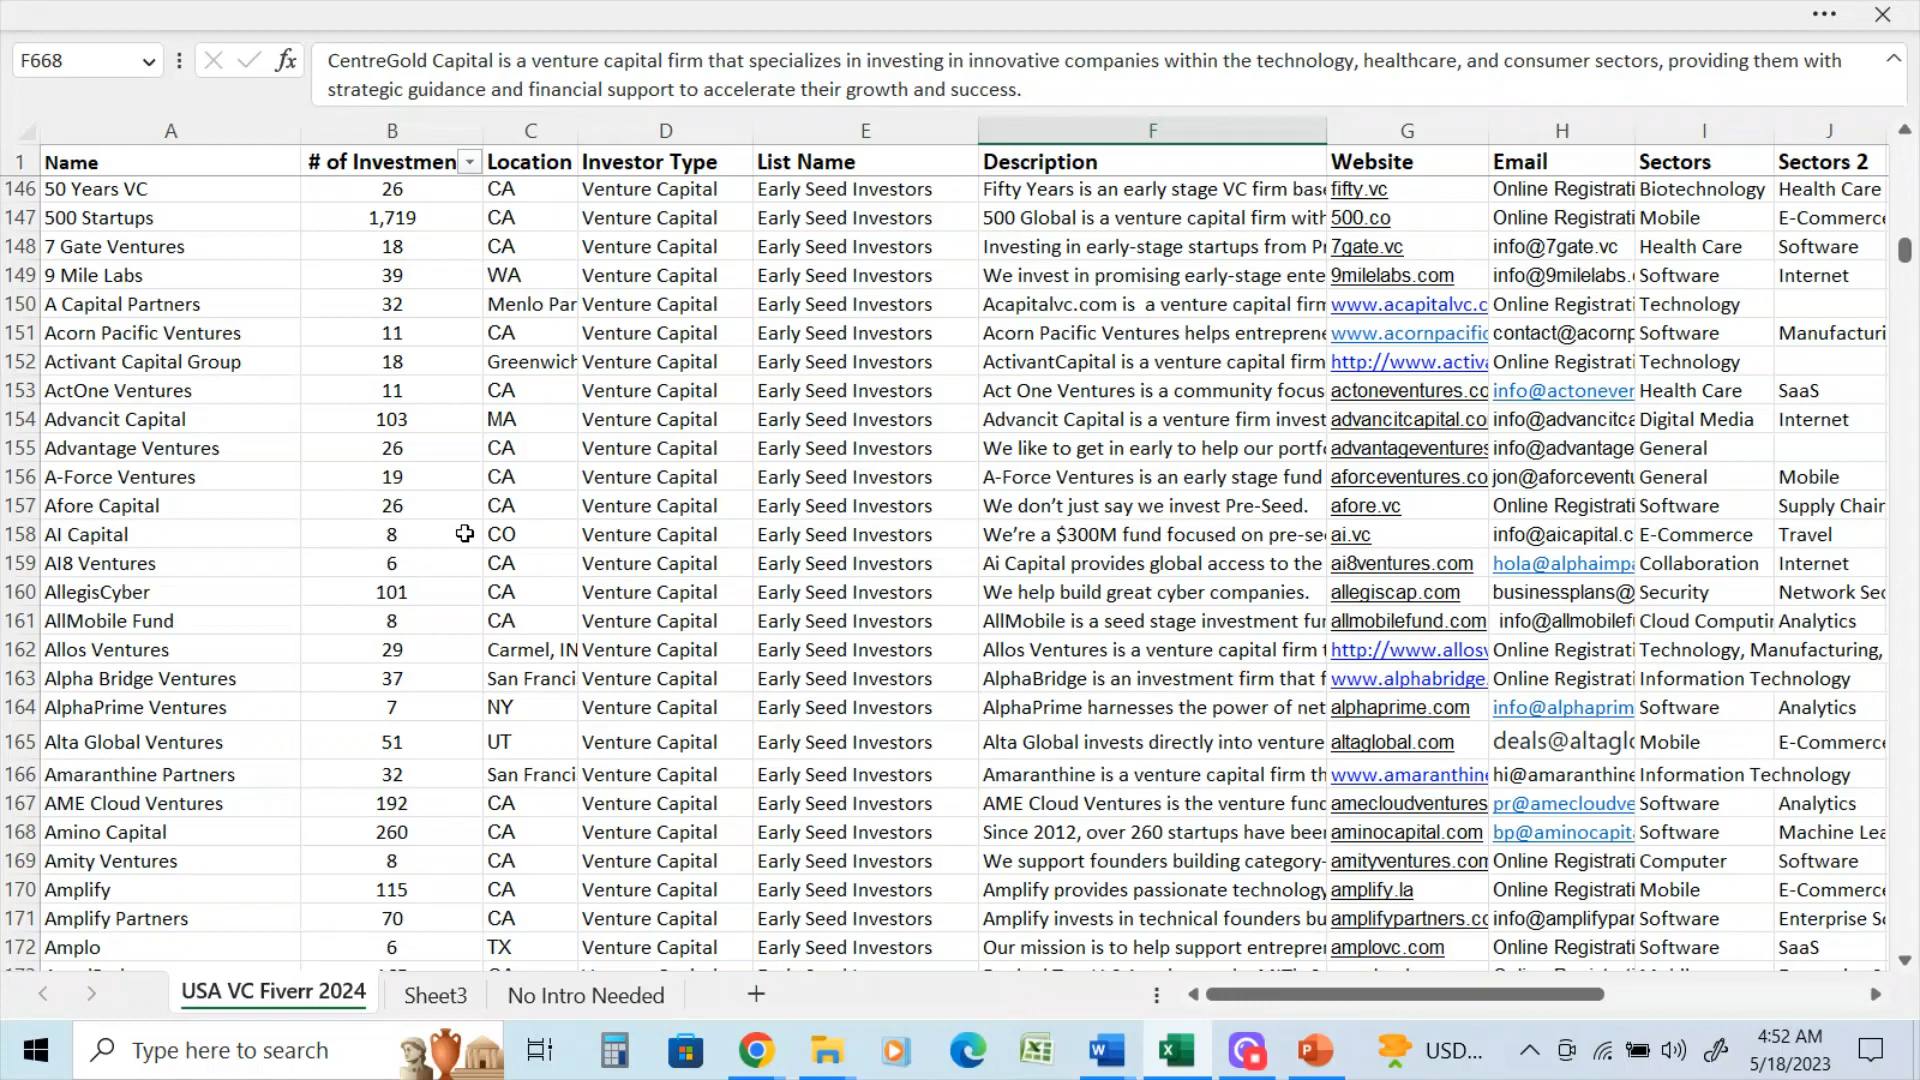 F668
fx
CentreGold Capital is a venture capital firm that specializes in investing in innovative companies within the technology, healthcare, and consumer sectors, providing them with
strategic guidance and financial support to accelerate their growth and success.
A B C D E F G H I J
1 Name # of Investmen Location Investor Type List Name Description Website Email Sectors Sectors 2
146 50 Years VC 26 CA Venture Capital Early Seed Investors Fifty Years is an early stage VC firm base fifty.vc Online Registrati Biotechnology Health Care
147 500 Startups 1,719 CA Venture Capital Early Seed Investors 500 Global is a venture capital firm with 500.co Online Registrati Mobile E-Commerce
148 7 Gate Ventures 18 CA Venture Capital Early Seed Investors Investing in early-stage startups from Pr 7gate.vc info@7gate.vc Health Care Software
149 9 Mile Labs 39 WA Venture Capital Early Seed Investors We invest in promising early-stage ente 9milelabs.com info@9milelabs. Software Internet
150 A Capital Partners 32 Menlo Par Venture Capital Early Seed Investors Acapitalvc.com is a venture capital firm www.acapitalvc.c Online Registrati Technology
151 Acorn Pacific Ventures 11 CA Venture Capital Early Seed Investors Acorn Pacific Ventures helps entreprene www.acornpacific contact@acornp Software Manufacturi
152 Activant Capital Group 18 Greenwich Venture Capital Early Seed Investors ActivantCapital is a venture capital firm http://www.activa Online Registrati Technology
153 ActOne Ventures 11 CA Venture Capital Early Seed Investors Act One Ventures is a community focus actoneventures.co info@actonever Health Care SaaS
154 Advancit Capital 103 MA Venture Capital Early Seed Investors Advancit Capital is a venture firm invest advancitcapital.co info@advancitca Digital Media Internet
155 Advantage Ventures 26 CA Venture Capital Early Seed Investors We like to get in early to help our portfo advantageventures info@advantage General
156 A-Force Ventures 19 CA Venture Capital Early Seed Investors A-Force Ventures is an early stage fund aforceventures.co jon@aforceventu General Mobile
157 Afore Capital 26 CA Venture Capital Early Seed Investors We don’t just say we invest Pre-Seed. afore.vc Online Registrati Software Supply Chain
158 AI Capital 8 CO Venture Capital Early Seed Investors We’re a $300M fund focused on pre-see ai.vc info@aicapital.c E-Commerce Travel
159 AI8 Ventures 6 CA Venture Capital Early Seed Investors Ai Capital provides global access to the ai8ventures.com hola@alphaimpa Collaboration Internet
160 AllegisCyber 101 CA Venture Capital Early Seed Investors We help build great cyber companies. allegiscap.com businessplans@ Security Network Sec
161 AllMobile Fund 8 CA Venture Capital Early Seed Investors AllMobile is a seed stage investment fun allmobilefund.com info@allmobilef Cloud Computin Analytics
162 Allos Ventures 29 Carmel, IN Venture Capital Early Seed Investors Allos Ventures is a venture capital firm t http://www.allosv Online Registrati Technology, Manufacturing,
163 Alpha Bridge Ventures 37 San Franci Venture Capital Early Seed Investors AlphaBridge is an investment firm that f www.alphabridge. Online Registrati Information Technology
164 AlphaPrime Ventures 7 NY Venture Capital Early Seed Investors AlphaPrime harnesses the power of net alphaprime.com info@alphaprim Software Analytics
165 Alta Global Ventures 51 UT Venture Capital Early Seed Investors Alta Global invests directly into venture altaglobal.com deals@altaglo Mobile E-Commerce
166 Amaranthine Partners 32 San Franci Venture Capital Early Seed Investors Amaranthine is a venture capital firm th www.amaranthine hi@amaranthine Information Technology
167 AME Cloud Ventures 192 CA Venture Capital Early Seed Investors AME Cloud Ventures is the venture fund amecloudventures pr@amecloudve Software Analytics
168 Amino Capital 260 CA Venture Capital Early Seed Investors Since 2012, over 260 startups have been aminocapital.com bp@aminocapit Software Machine Lea
169 Amity Ventures 8 CA Venture Capital Early Seed Investors We support founders building category- amityventures.com Online Registrati Computer Software
170 Amplify 115 CA Venture Capital Early Seed Investors Amplify provides passionate technology amplify.la Online Registrati Mobile E-Commerce
171 Amplify Partners 70 CA Venture Capital Early Seed Investors Amplify invests in technical founders bu amplifypartners.co info@amplifypar Software Enterprise So
172 Amplo 6 TX Venture Capital Early Seed Investors Our mission is to help support entrepre amplovc.com Online Registrati Software SaaS
USA VC Fiverr 2024 Sheet3 No Intro Needed
Type here to search USD... 4:52 AM
5/18/2023